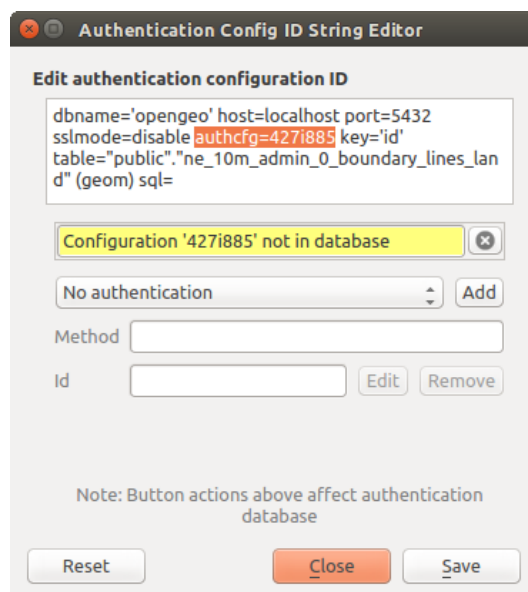 Authentication Config ID String Editor
Edit authentication configuration ID
dbname='opengeo' host=localhost port=5432
sslmode=disable authcfg=427i885 key='id'
table="public"."ne_10m_admin_0_boundary_lines_lan
d" (geom) sql=
Configuration '427i885' not in database
No authentication Add
Method
Id Edit Remove
Note: Button actions above affect authentication
database
Reset Close Save